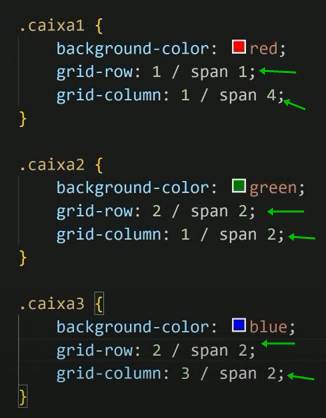 .caixa1 {
background-color: red;
grid-row: 1 / span 1;
grid-column: 1 / span 4;
}
.caixa2 {
background-color: green;
grid-row: 2 / span 2;
grid-column: 1 / span 2;
}
.caixa3 {
background-color: blue;
grid-row: 2 / span 2;
grid-column: 3 / span 2;
}